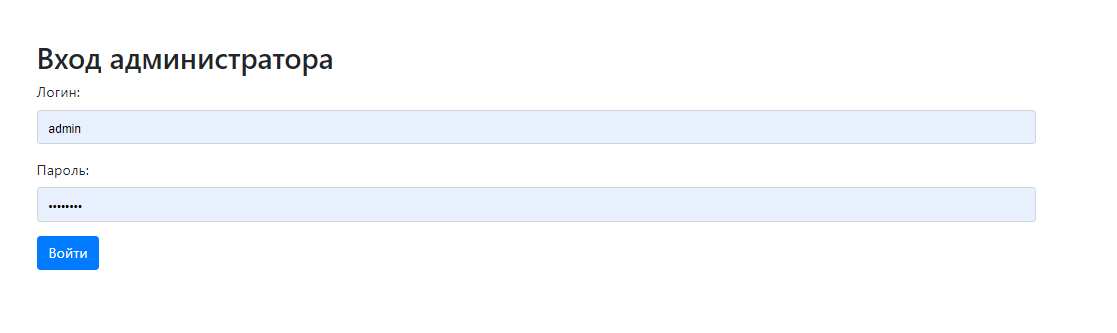 Вход администратора
Логин:
admin
Пароль:
••••••••
Войти